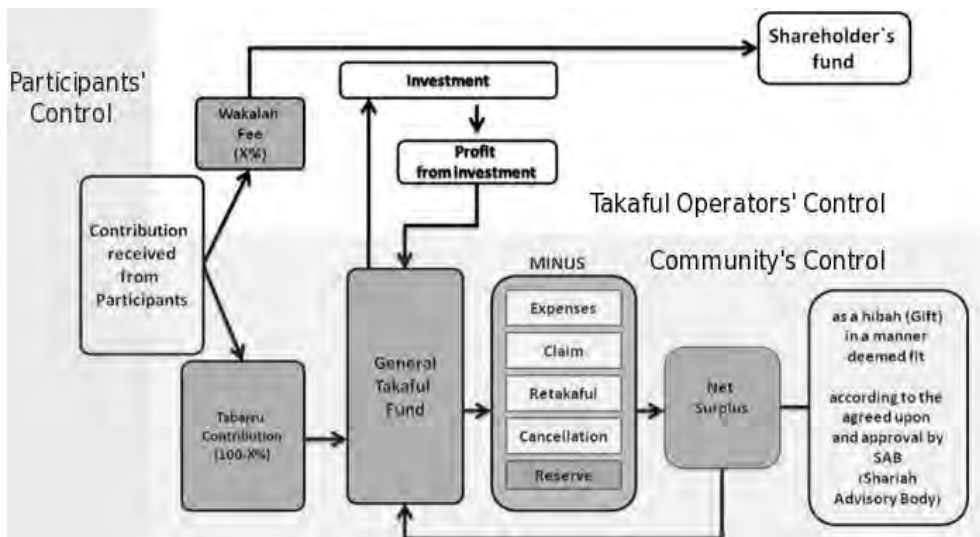 Participants'
Control
Shareholder`s
fund
Investment
Wakalah
Fee
(X%)
Profit
from investment
Takaful Operators' Control
Contribution
received
from
Participants
Community's Control
MINUS
Expenses
Claim
Retakaful
Cancellation
Reserve
General
Takaful
Fund
Net
Surplus
as a hibah (Gift)
in a manner
deemed fit
according to the
agreed upon
and approval by
SAB
(Shariah
Advisory Body)
Tabarru
Contribution
(100-X%)